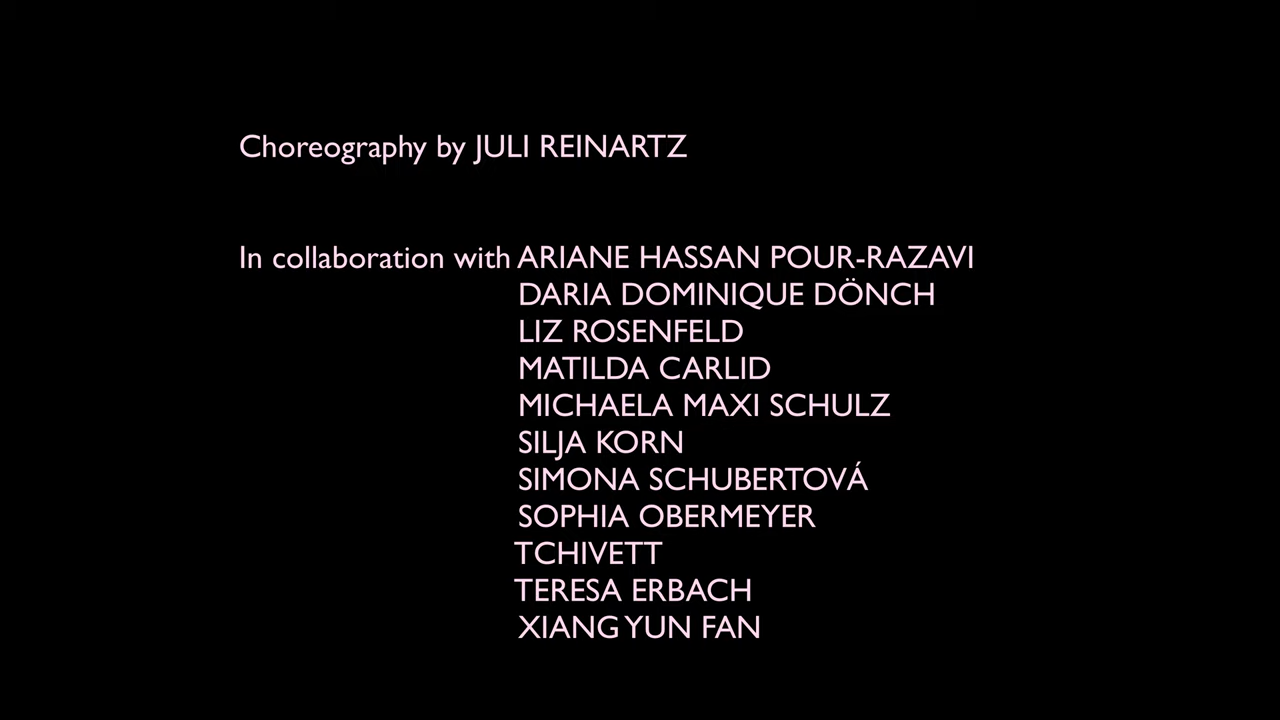 Choreography by JULI REINARTZ
In collaboration with ARIANE HASSAN POUR-RAZAVI
DARIA DOMINIQUE DÖNCH
LIZ ROSENFELD
MATILDA CARLID
MICHAELA MAXI SCHULZ
SILJA KORN
SIMONA SCHUBERTOVÁ
SOPHIA OBERMEYER
TCHIVETT
TERESA ERBACH
XIANG YUN FAN